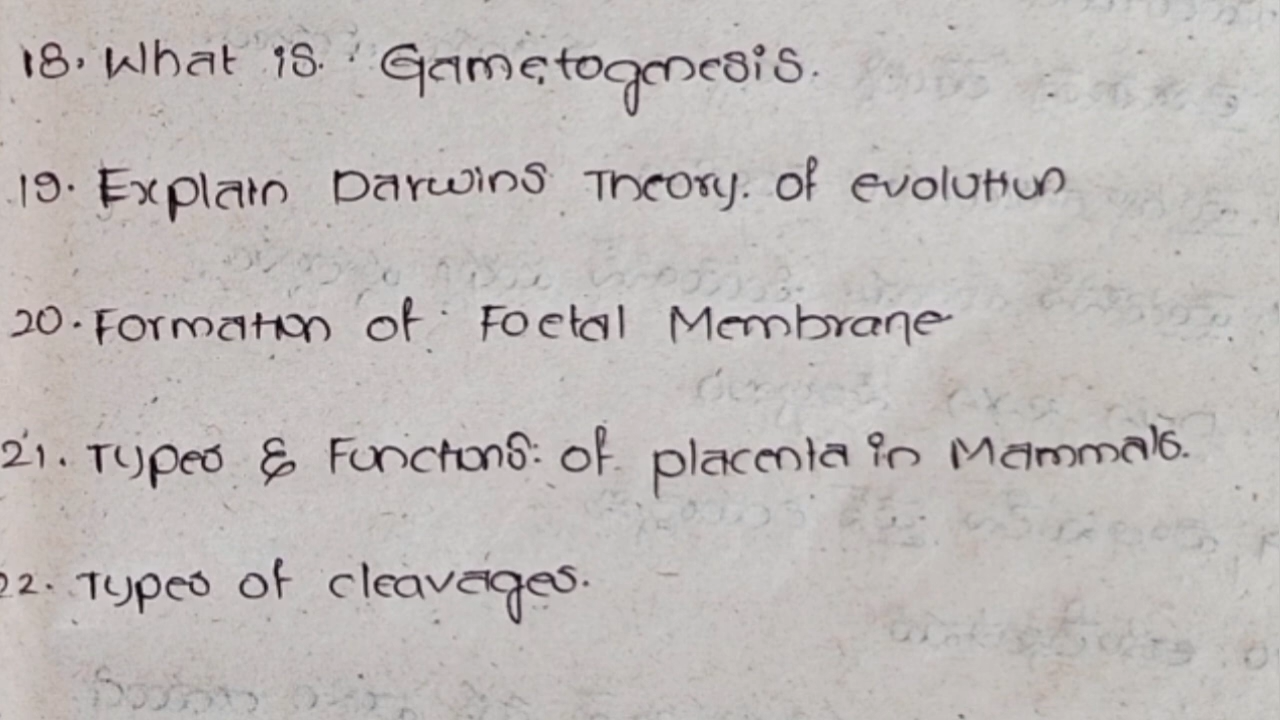 18. What is. Gametogenesis.
19. Explain Darwins Theory. of evolution
20. Formation of Foetal Membrane
21. Types & Functions: of placenta in Mammals.
22. Types of cleavages.